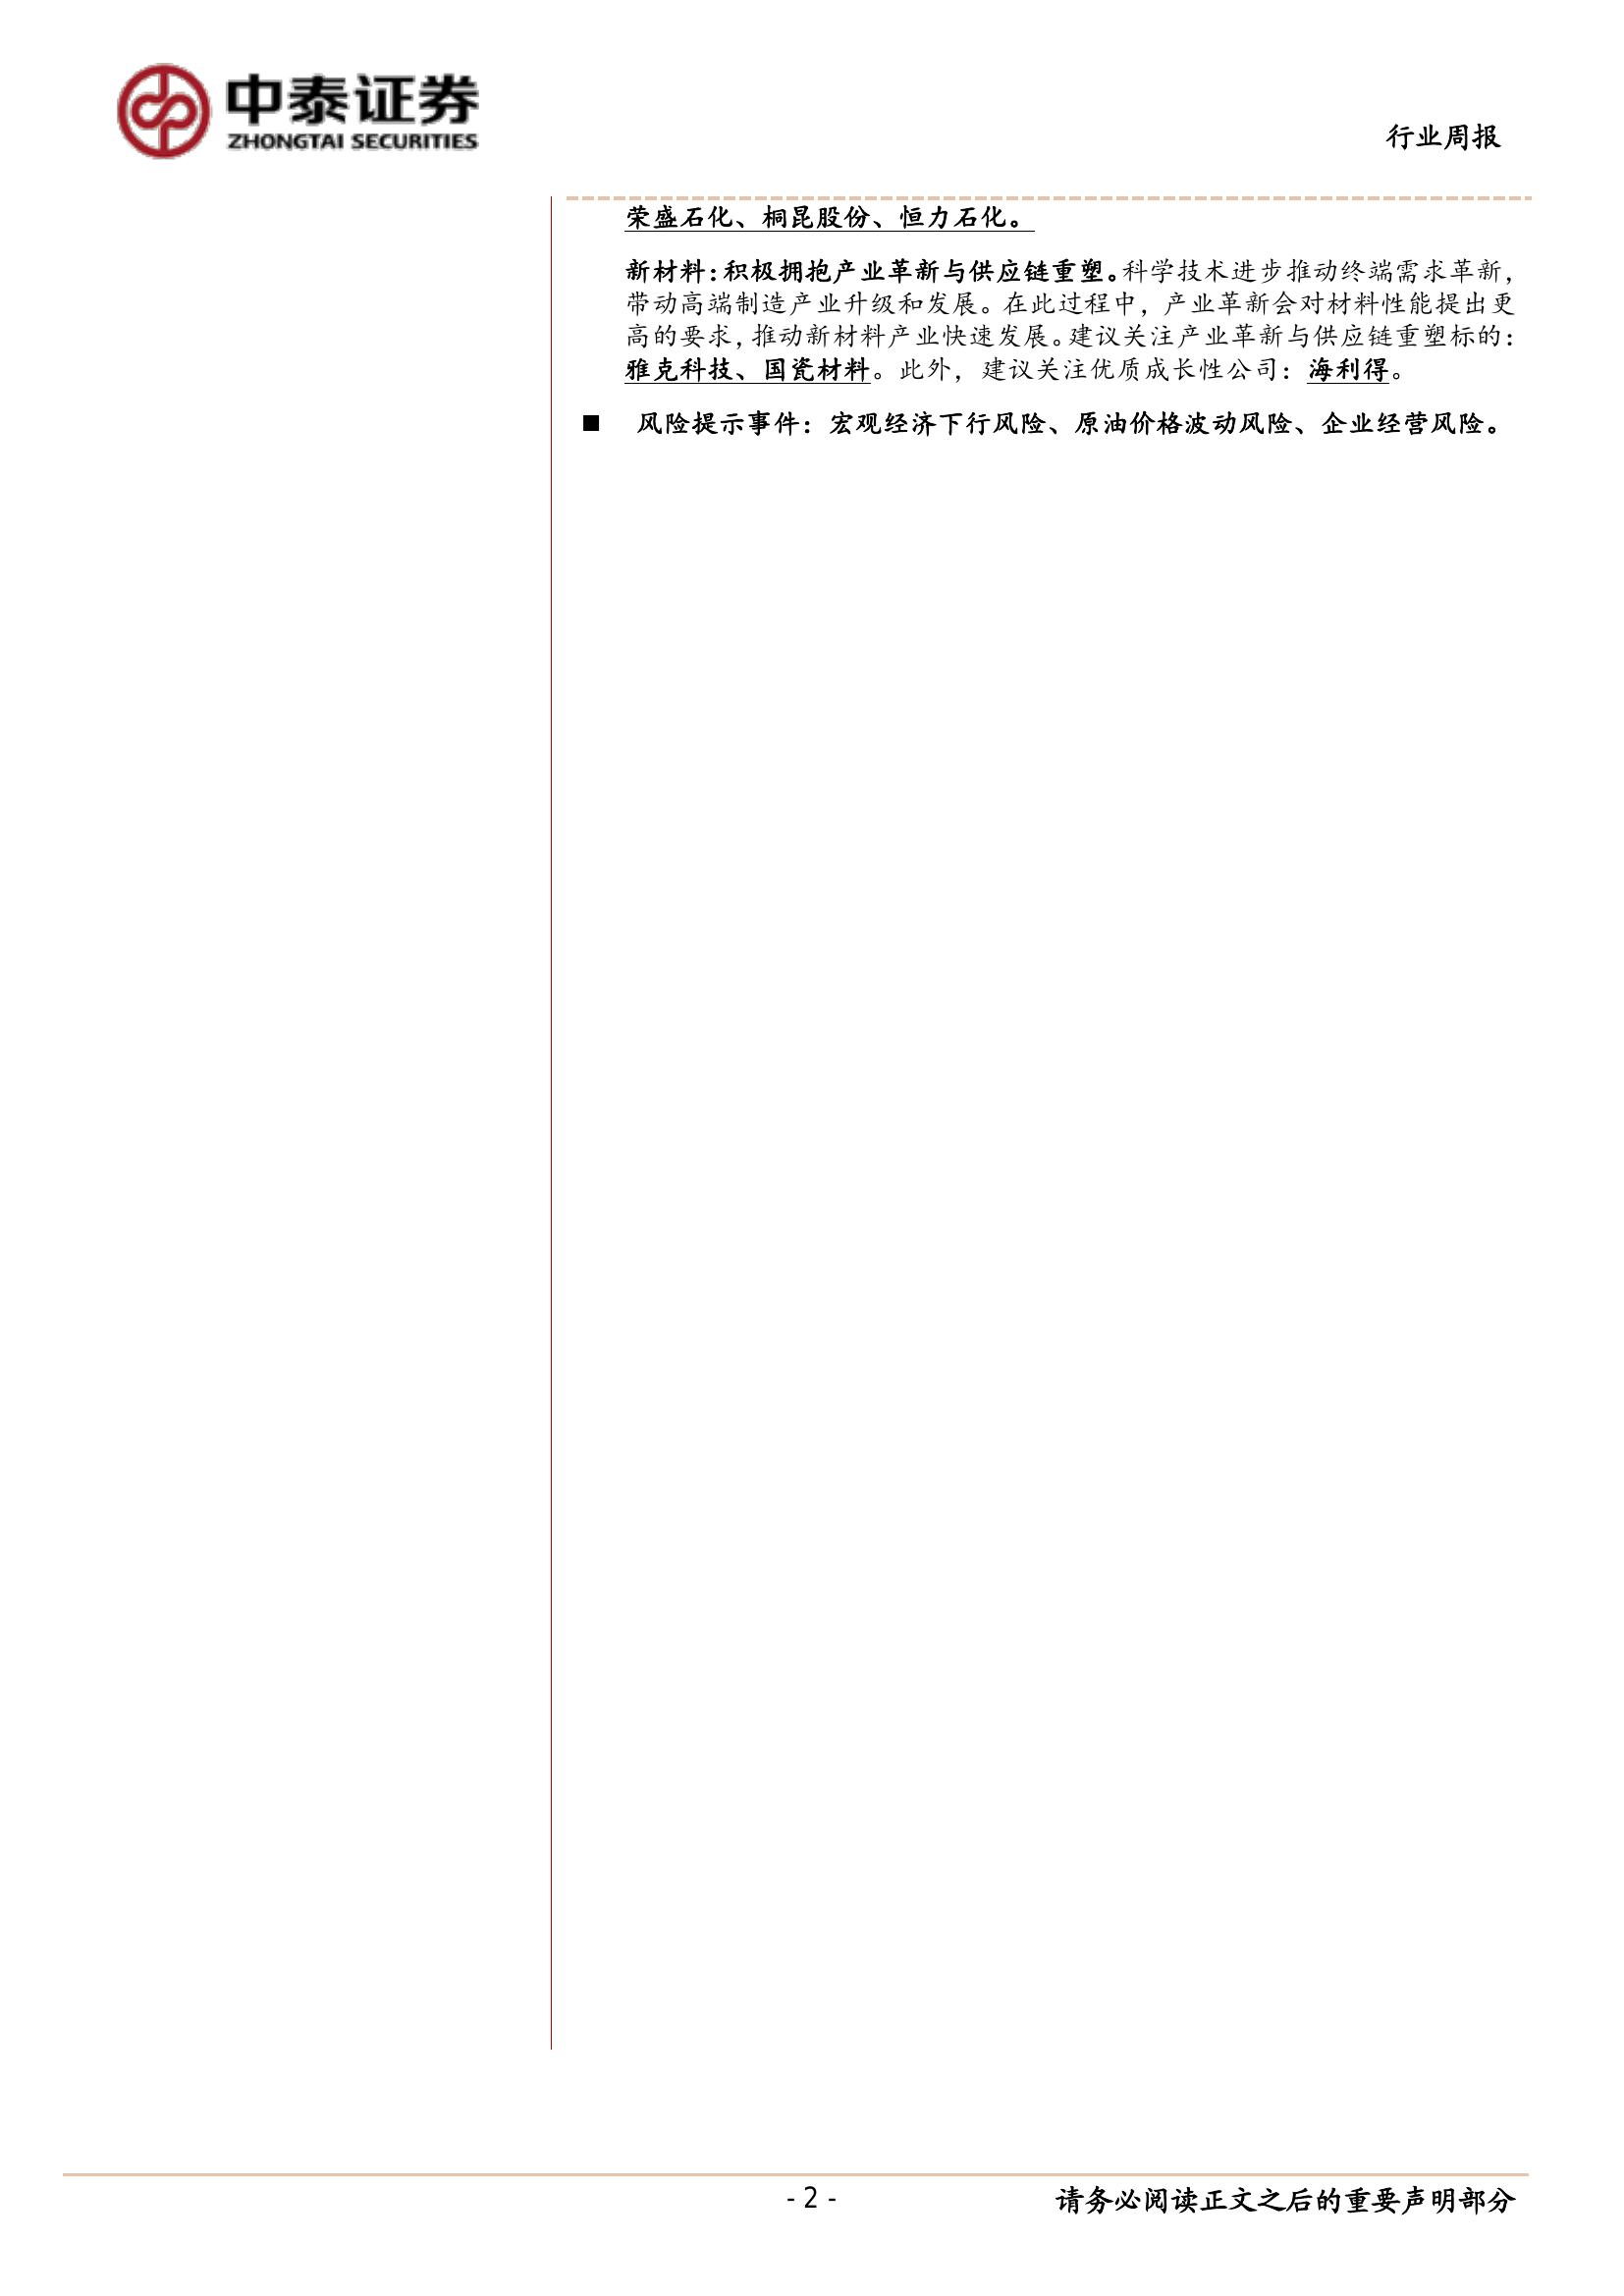 中泰证券
ZHONGTAI SECURITIES
行业周报
荣盛石化、桐昆股份、恒力石化。
新材料：积极拥抱产业革新与供应链重塑。科学技术进步推动终端需求革新，
带动高端制造产业升级和发展。在此过程中，产业革新会对材料性能提出更
高的要求，推动新材料产业快速发展。建议关注产业革新与供应链重塑标的：
雅克科技、国瓷材料。此外，建议关注优质成长性公司：海利得。
■ 风险提示事件：宏观经济下行风险、原油价格波动风险、企业经营风险。
- 2 -
请务必阅读正文之后的重要声明部分